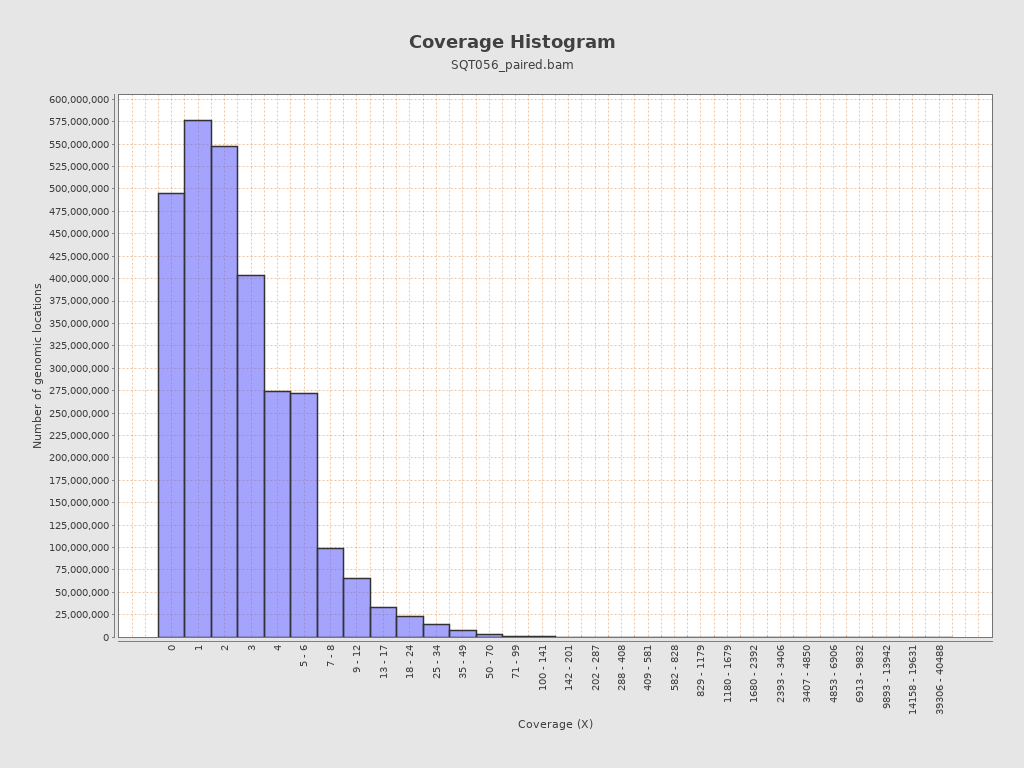 Coverage Histogram
SQT056_paired.bam
Number of genomic locations
600,000,000
575,000,000
550,000,000
525,000,000
500,000,000
475,000,000
450,000,000
425,000,000
400,000,000
375,000,000
350,000,000
325,000,000
300,000,000
275,000,000
250,000,000
225,000,000
200,000,000
175,000,000
150,000,000
125,000,000
100,000,000
75,000,000
50,000,000
25,000,000
0
0
1
2
3
4
5 - 6
7 - 8
9 - 12
13 - 17
18 - 24
25 - 34
35 - 49
50 - 70
71 - 99
100 - 141
142 - 201
202 - 287
288 - 408
409 - 581
582 - 828
829 - 1179
1180 - 1679
1680 - 2392
2393 - 3406
3407 - 4850
4853 - 6906
6913 - 9832
9893 - 13942
14158 - 19631
39306 - 40488
Coverage (X)